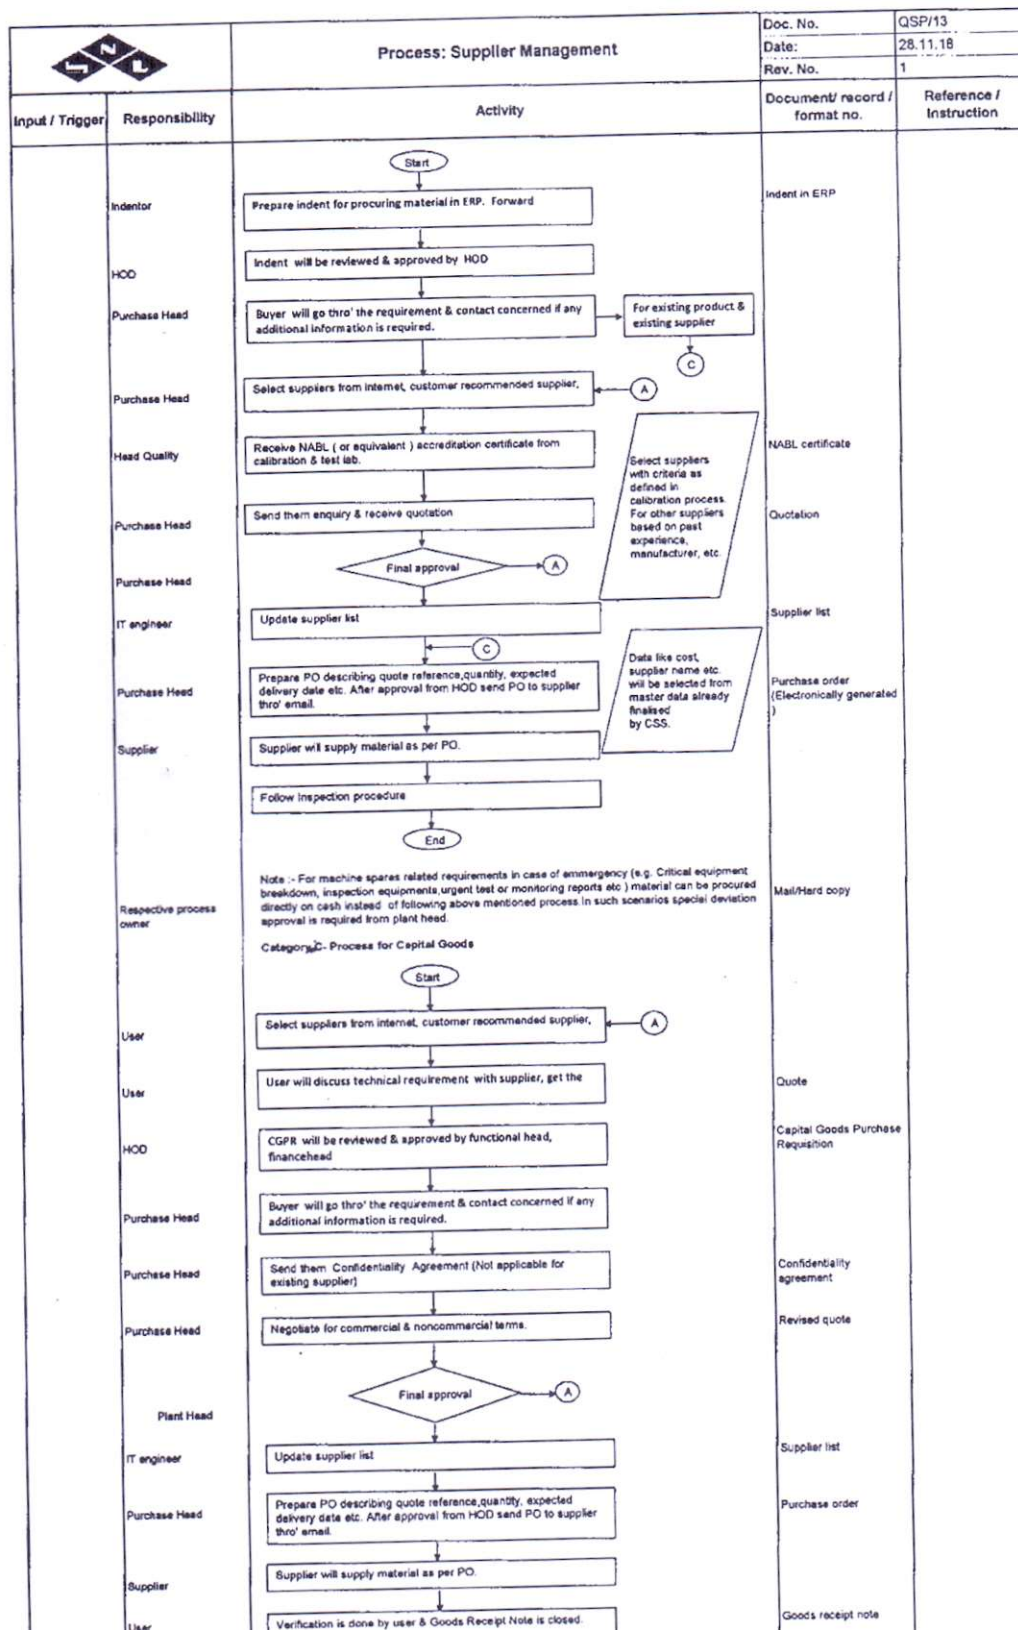 N
Process: Supplier Management
Doc. No.
QSP/13
Date:
28.11.18
Rev. No.
1
Input / Trigger
Responsibility
Activity
Document/ record /
format no.
Reference /
Instruction
Start
Indentor
Prepare indent for procuring material in ERP. Forward
Indent in ERP
HOD
Indent will be reviewed & approved by HOD
Purchase Head
Buyer will go thro' the requirement & contact concerned if any
additional information is required.
For existing product &
existing supplier
C
Purchase Head
Select suppliers from internet, customer recommended supplier,
A
Head Quality
Receive NABL ( or equivalent ) accreditation certificate from
calibration & test lab.
NABL certificate
Select suppliers
with criteria as
defined in
calibration process.
For other suppliers
based on past
experience,
manufacturer, etc.
Purchase Head
Send them enquiry & receive quotation
Quotation
Purchase Head
Final approval
A
IT engineer
Update supplier list
Supplier list
C
Purchase Head
Prepare PO describing quote reference,quantity, expected
delivery date etc. After approval from HOD send PO to supplier
thro' email.
Data like cost,
supplier name etc.
will be selected from
master data already
finalised
by CSS.
Purchase order
(Electronically generated
)
Supplier
Supplier will supply material as per PO.
Follow Inspection procedure
End
Respective process
owner
Note :- For machine spares related requirements in case of emmergency (e.g. Critical equipment
breakdown, inspection equipments,urgent test or monitoring reports etc ) material can be procured
directly on cash instead of following above mentioned process.In such scenarios special deviation
approval is required from plant head.
Mail/Hard copy
Category C- Process for Capital Goods
Start
User
Select suppliers from internet, customer recommended supplier,
A
User
User will discuss technical requirement with supplier, get the
Quote
HOD
CGPR will be reviewed & approved by functional head,
financehead
Capital Goods Purchase
Requisition
Purchase Head
Buyer will go thro' the requirement & contact concerned if any
additional information is required.
Purchase Head
Send them Confidentiality Agreement (Not applicable for
existing supplier)
Confidentiality
agreement
Purchase Head
Negotiate for commercial & noncommercial terms.
Revised quote
Plant Head
Final approval
A
IT engineer
Update supplier list
Supplier list
Purchase Head
Prepare PO describing quote reference,quantity, expected
delivery date etc. After approval from HOD send PO to supplier
thro' email.
Purchase order
Supplier
Supplier will supply material as per PO.
User
Verification is done by user & Goods Receipt Note is closed.
Goods receipt note